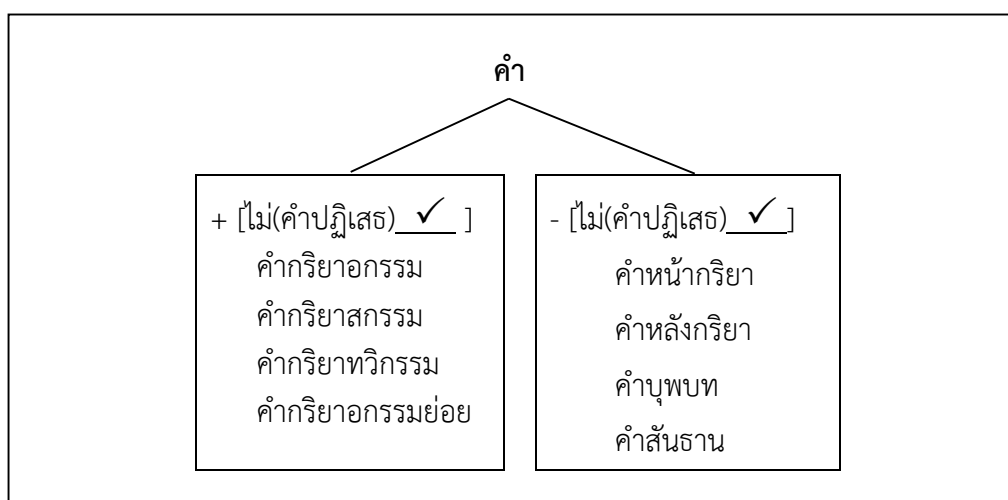 คำ
+ [ไม่(คำปฏิเสธ) ✓ ]
คำกริยาอกรรม
คำกริยาสกรรม
คำกริยาทวิกรรม
คำกริยาอกรรมย่อย
- [ไม่(คำปฏิเสธ) ✓ ]
คำหน้ากริยา
คำหลังกริยา
คำบุพบท
คำสันธาน